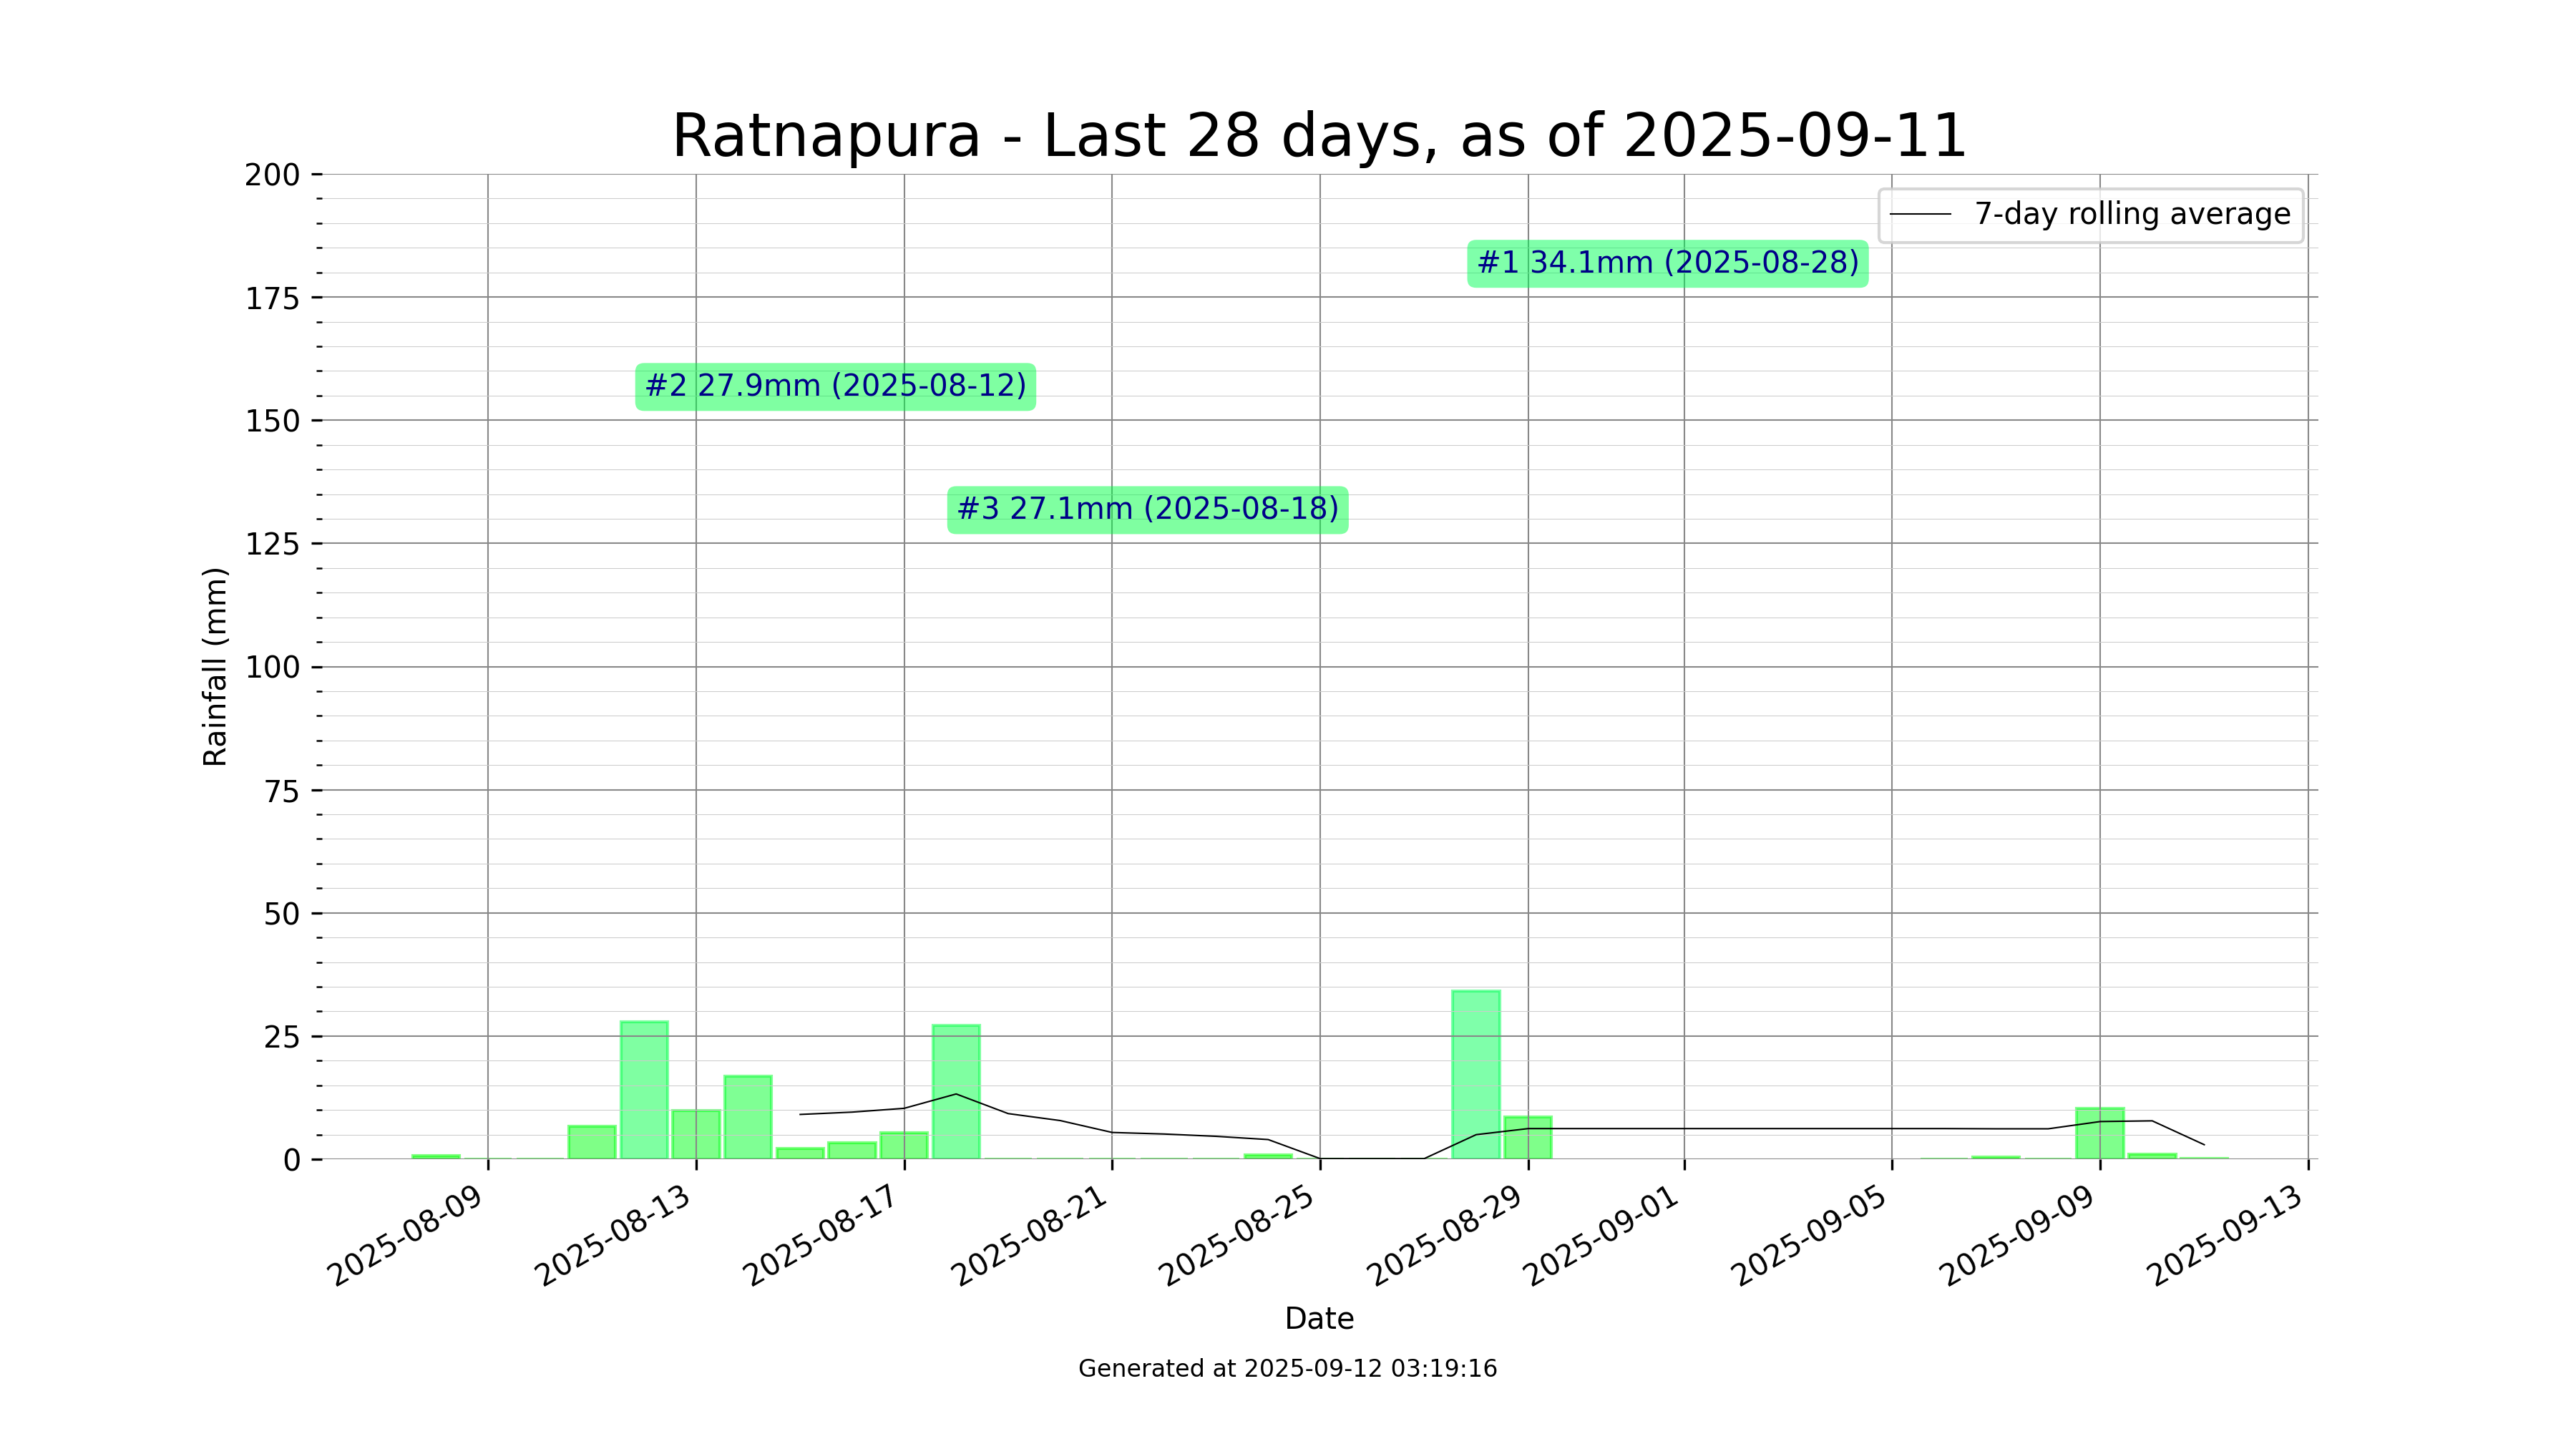 Ratnapura - Last 28 days, as of 2025-09-11
7-day rolling average
#1 34.1mm (2025-08-28)
#2 27.9mm (2025-08-12)
#3 27.1mm (2025-08-18)
Rainfall (mm)
200
175
150
125
100
75
50
25
0
2025-08-09
2025-08-13
2025-08-17
2025-08-21
2025-08-25
2025-08-29
2025-09-01
2025-09-05
2025-09-09
2025-09-13
Date
Generated at 2025-09-12 03:19:16